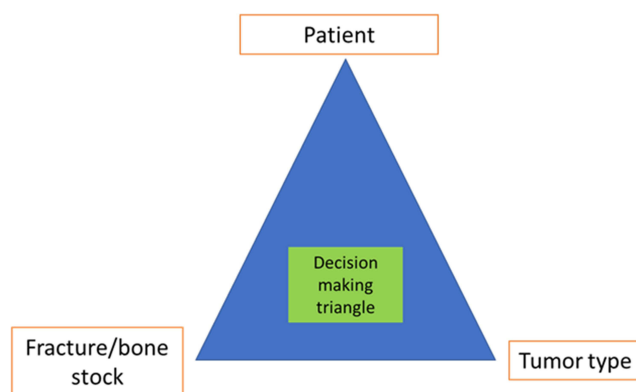 Patient
Decision
making
triangle
Fracture/bone
stock
Tumor type